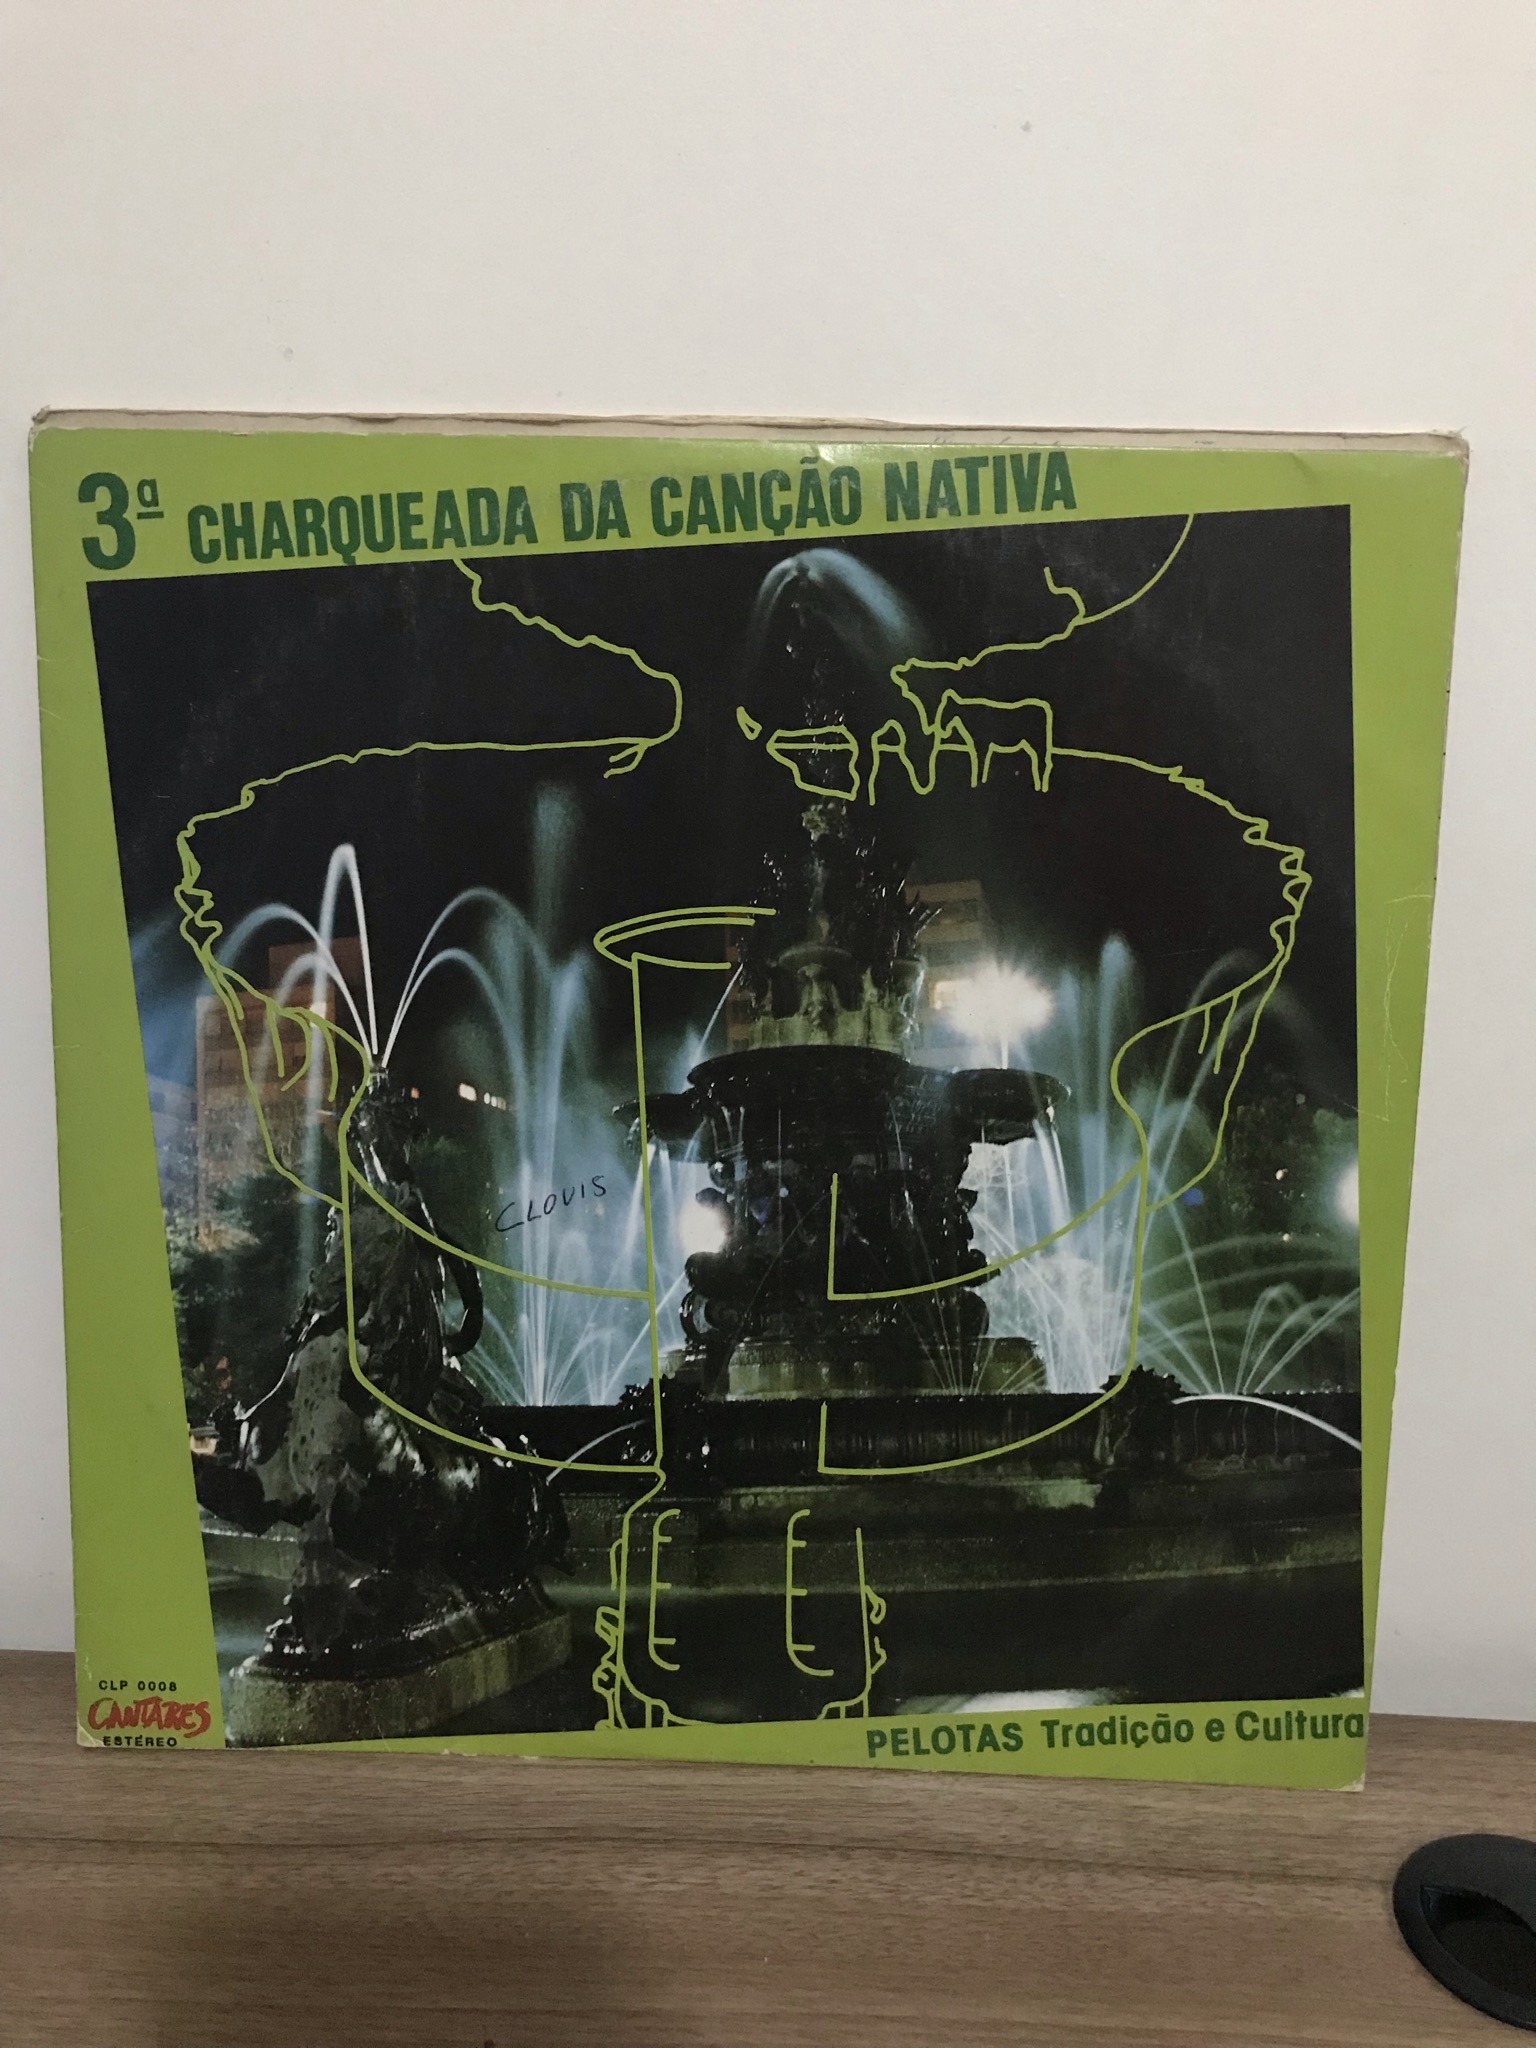 3ª CHARQUEADA DA CANÇÃO NATIVA
CLOVIS
CLP 0008
CANTARES
ESTÉREO
PELOTAS Tradição e Cultura